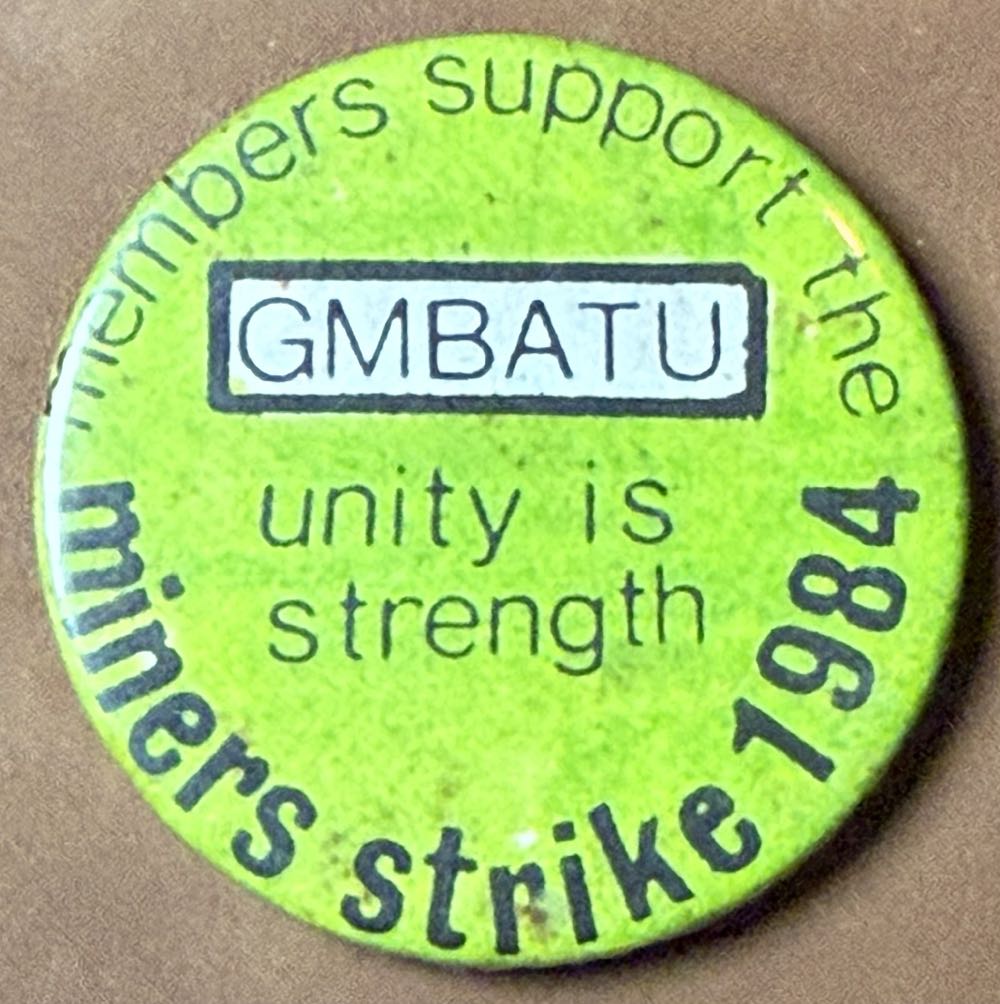 members support the
GMBATU
unity is
strength
miners strike 1984